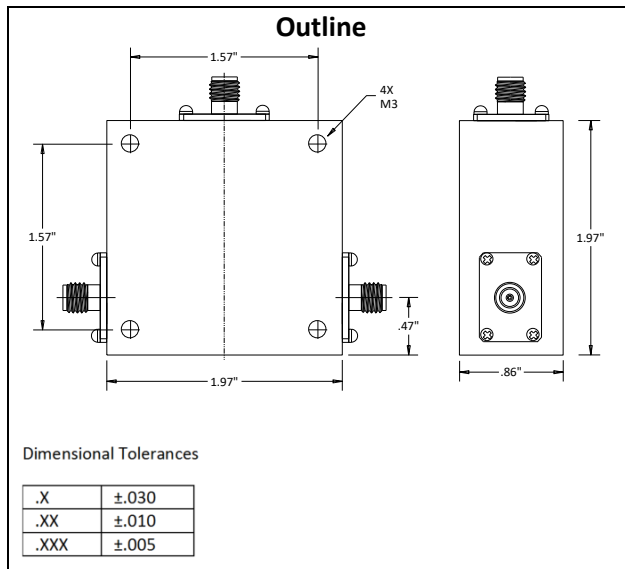 Outline
1.57"
4X
M3
1.57"
1.97"
.47"
1.97"
.86"
Dimensional Tolerances
.X ±.030
.XX ±.010
.XXX ±.005